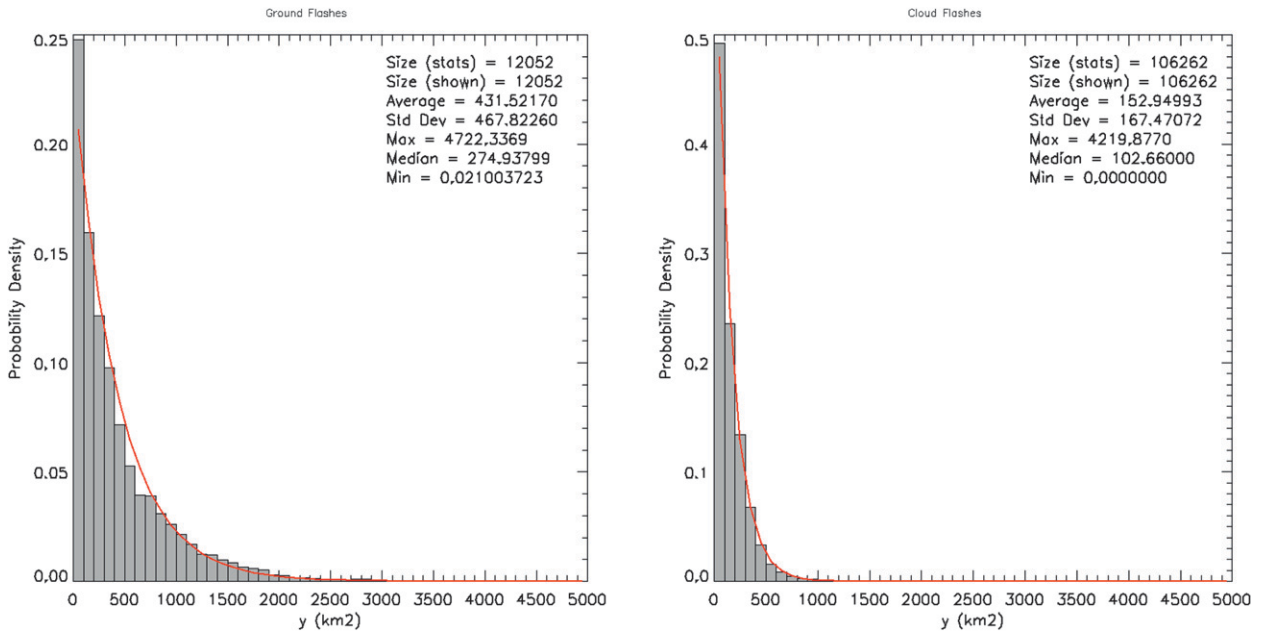 Ground Flashes
0.25
0.20
0.15
0.10
0.05
0.00
Probability Density
Size (stats) = 12052
Size (shown) = 12052
Average = 431.52170
Std Dev = 467.82260
Max = 4722.3369
Median = 274.93799
Min = 0.021003723
0 500 1000 1500 2000 2500 3000 3500 4000 4500 5000
y (km2)
Cloud Flashes
0.5
0.4
0.3
0.2
0.1
0.0
Probability Density
Size (stats) = 106262
Size (shown) = 106262
Average = 152.94993
Std Dev = 167.47072
Max = 4219.8770
Median = 102.66000
Min = 0.0000000
0 500 1000 1500 2000 2500 3000 3500 4000 4500 5000
y (km2)